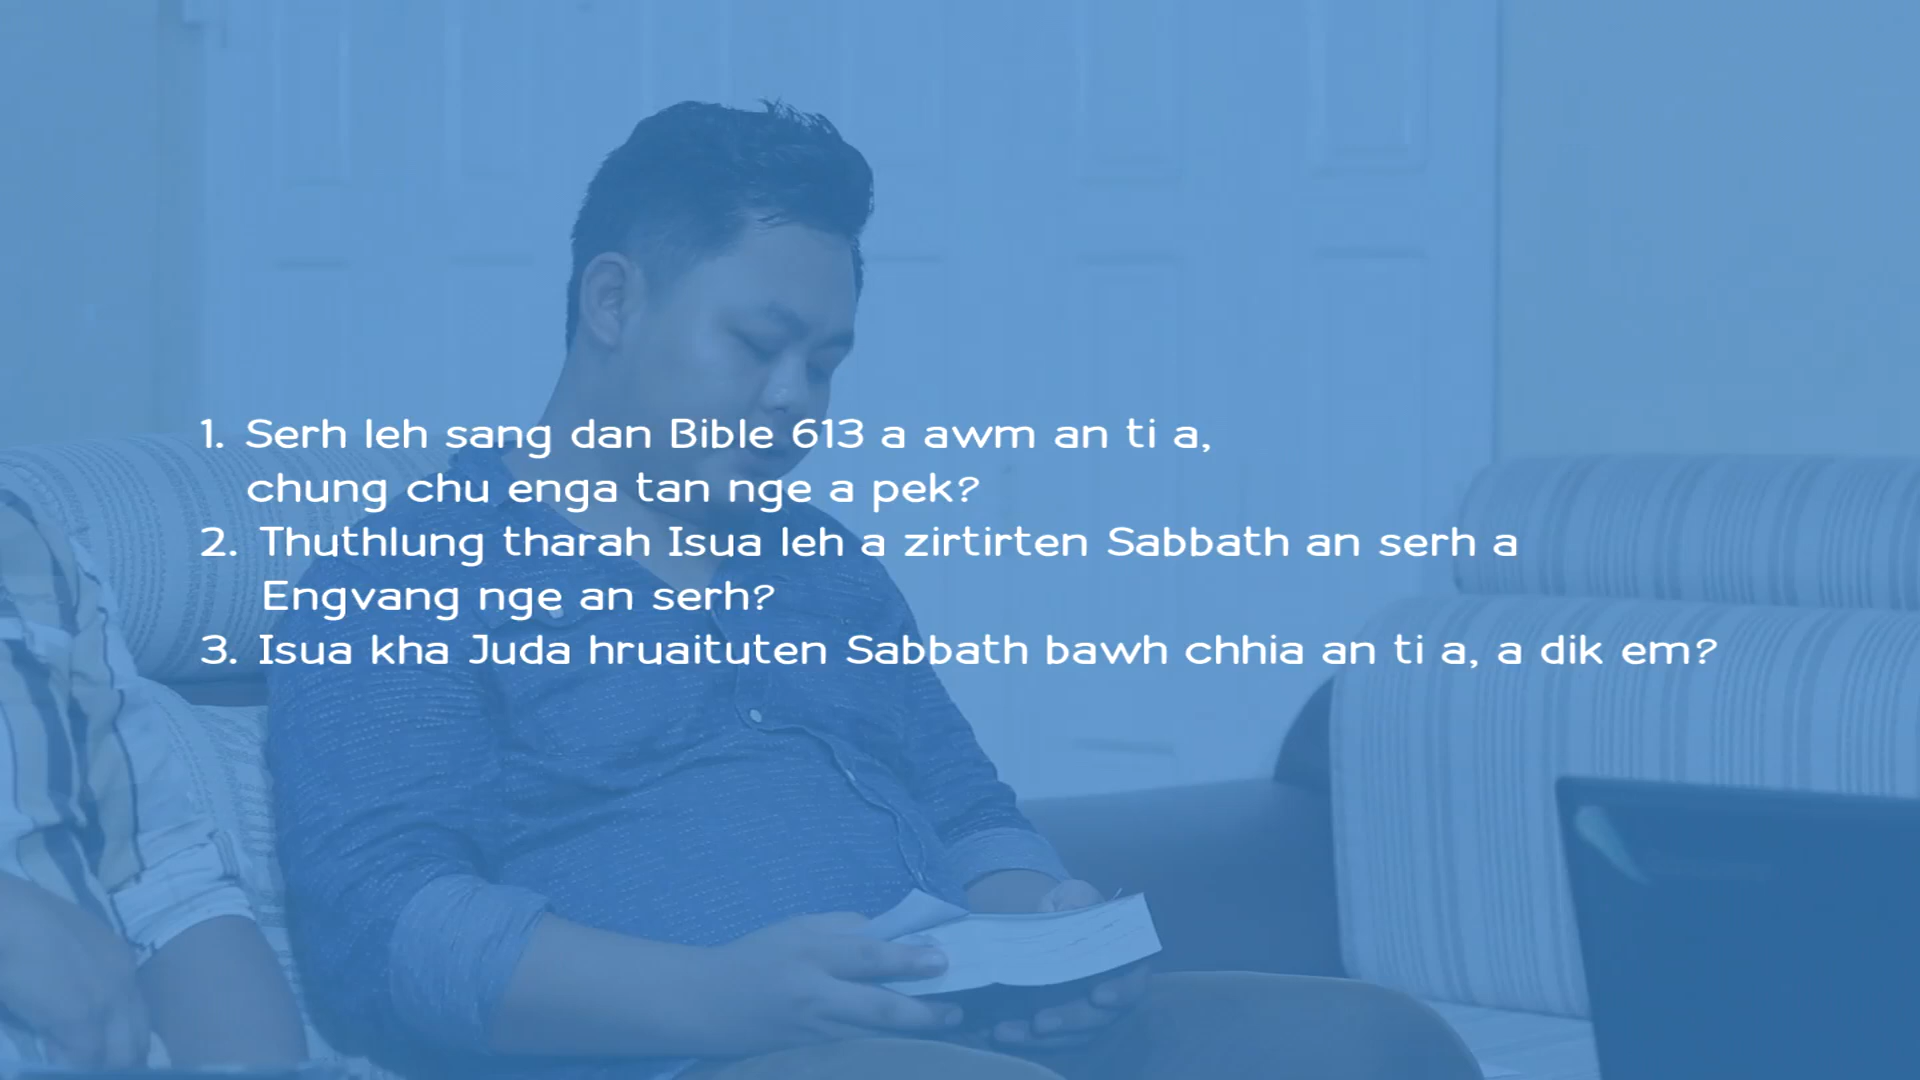 1. Serh leh sang dan Bible 613 a awm an ti a,
chung chu enga tan nge a pek?
2. Thuthlung tharah Isua leh a zirtirten Sabbath an serh a
Engvang nge an serh?
3. Isua kha Juda hruaituten Sabbath bawh chhia an ti a, a dik em?